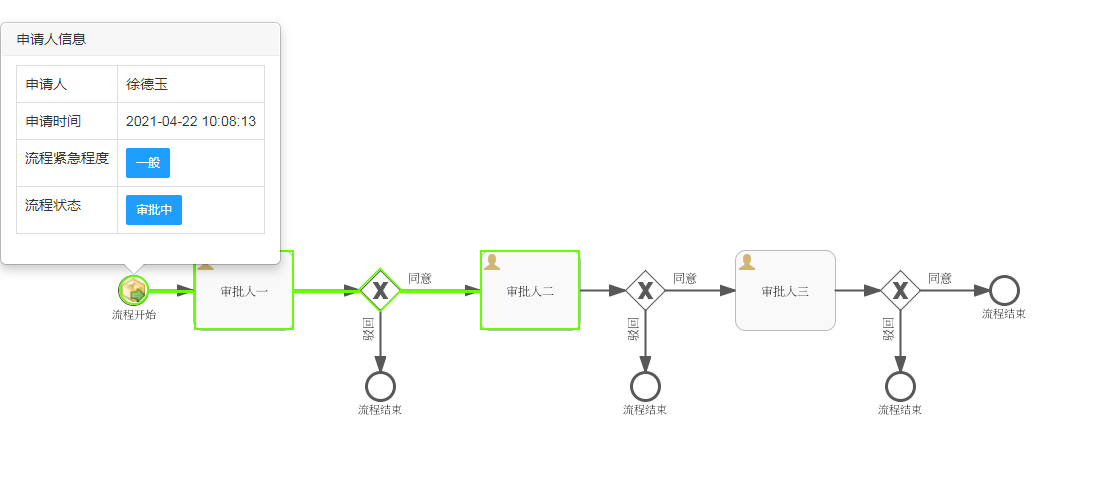 申请人信息
申请人 徐德玉
申请时间 2021-04-22 10:08:13
流程紧急程度 一般
流程状态 审批中
流程开始
审批人一
同意
驳回
流程结束
审批人二
同意
驳回
流程结束
审批人三
同意
驳回
流程结束
流程结束